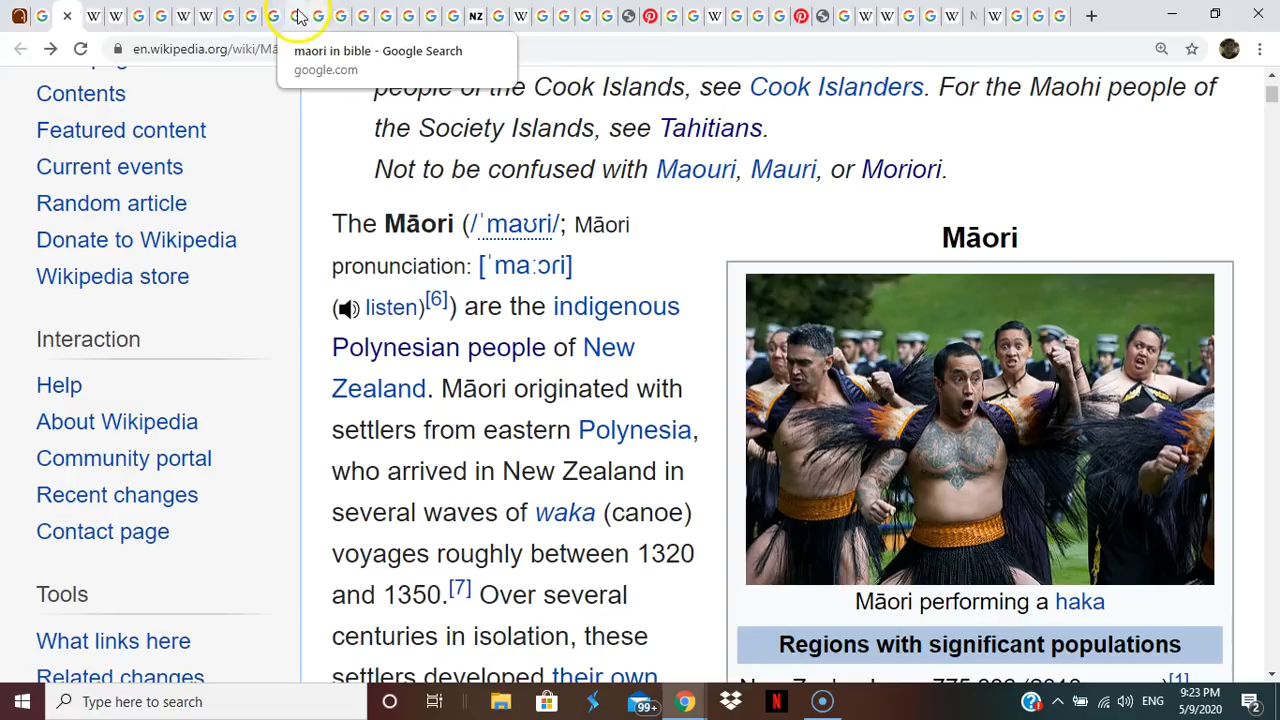 NZ
en.wikipedia.org/wiki/Mā
maori in bible - Google Search
google.com
Contents
Featured content
Current events
Random article
Donate to Wikipedia
Wikipedia store
Interaction
Help
About Wikipedia
Community portal
Recent changes
Contact page
Tools
What links here
Related changes
people of the Cook Islands, see Cook Islanders. For the Maohi people of
the Society Islands, see Tahitians.
Not to be confused with Maouri, Mauri, or Moriori.
The Māori (/ˈmaʊri/; Māori
pronunciation: [ˈmaːɔɾi]
(listen)[6]) are the indigenous
Polynesian people of New
Zealand. Māori originated with
settlers from eastern Polynesia,
who arrived in New Zealand in
several waves of waka (canoe)
voyages roughly between 1320
and 1350.[7] Over several
centuries in isolation, these
settlers developed their own
Māori
Māori performing a haka
Regions with significant populations
Type here to search
99+
ENG
9:23 PM
5/9/2020
2